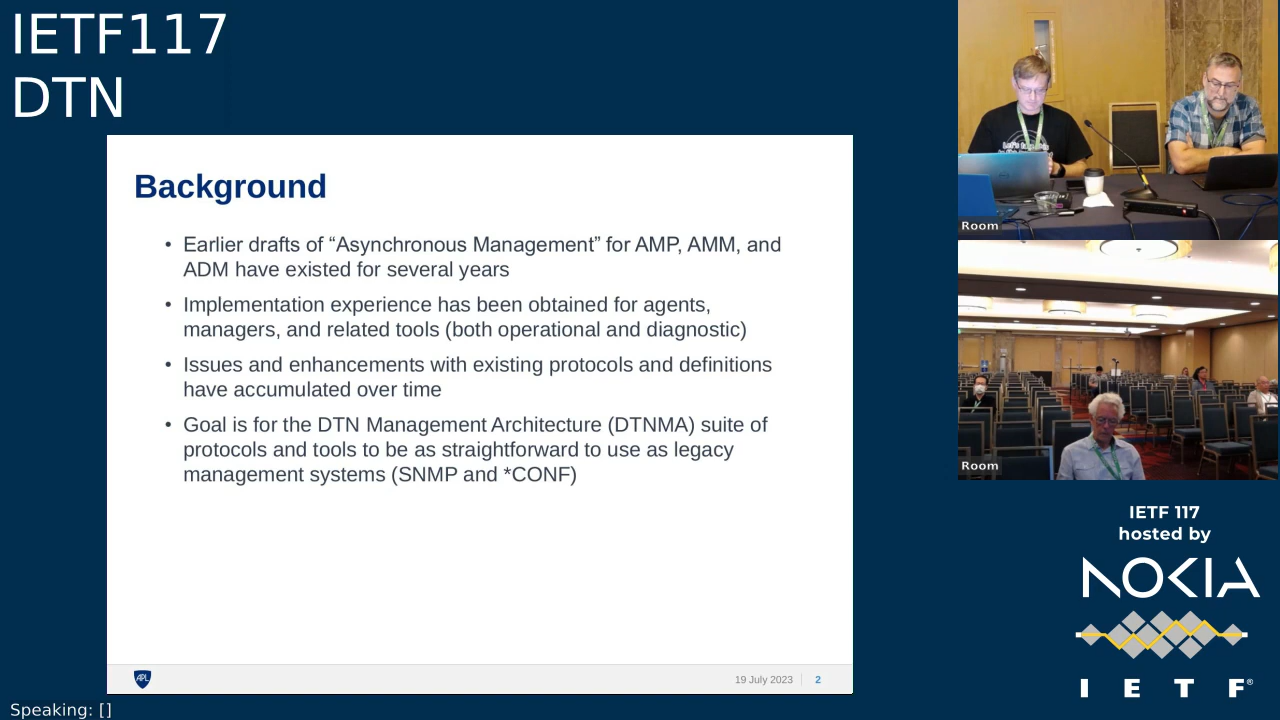 IETF117
DTN
Background
• Earlier drafts of “Asynchronous Management” for AMP, AMM, and
ADM have existed for several years
• Implementation experience has been obtained for agents,
managers, and related tools (both operational and diagnostic)
• Issues and enhancements with existing protocols and definitions
have accumulated over time
• Goal is for the DTN Management Architecture (DTNMA) suite of
protocols and tools to be as straightforward to use as legacy
management systems (SNMP and *CONF)
APL
19 July 2023
2
Room
Room
IETF 117
hosted by
NOKIA
I E T F®
Speaking: []